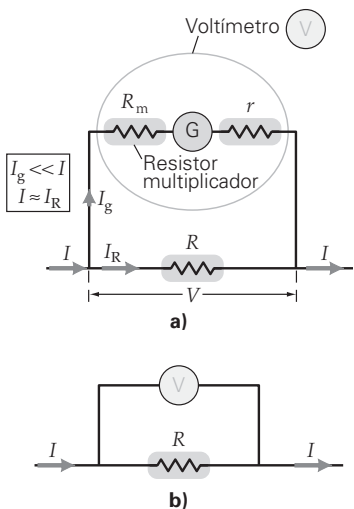 Voltímetro V
R_m G r
Resistor
multiplicador
I_g << I
I ≈ I_R
I_g
I I_R R I
V
a)
V
I R I
b)